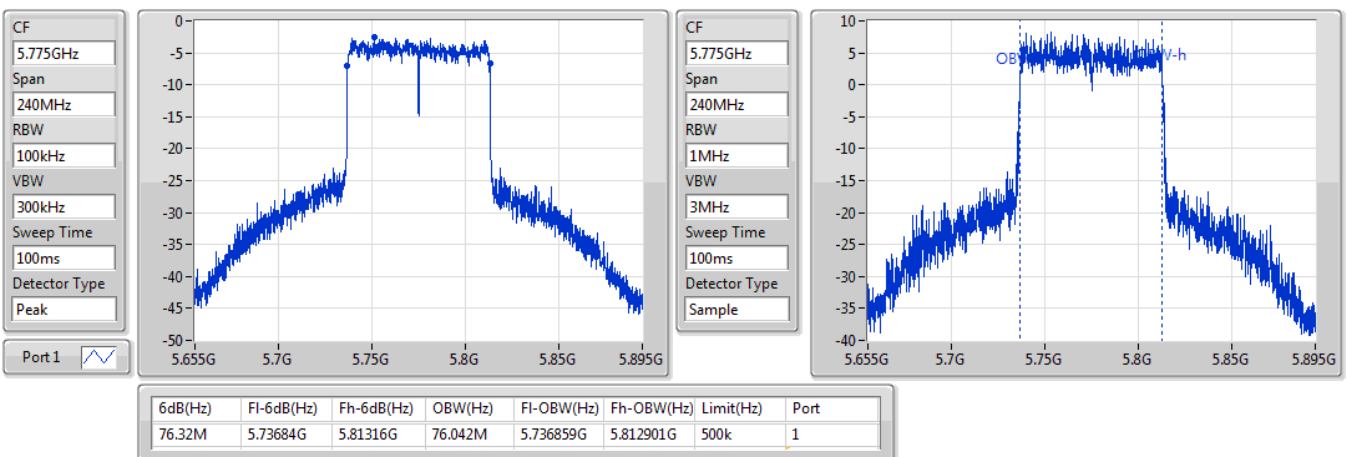 CF
5.775GHz
Span
240MHz
RBW
100kHz
VBW
300kHz
Sweep Time
100ms
Detector Type
Peak
Port 1
0
-5
-10
-15
-20
-25
-30
-35
-40
-45
-50
5.655G 5.7G 5.75G 5.8G 5.85G 5.895G
CF
5.775GHz
Span
240MHz
RBW
1MHz
VBW
3MHz
Sweep Time
100ms
Detector Type
Sample
10
5
0
-5
-10
-15
-20
-25
-30
-35
-40
5.655G 5.7G 5.75G 5.8G 5.85G 5.895G
6dB(Hz) Fl-6dB(Hz) Fh-6dB(Hz) OBW(Hz) Fl-OBW(Hz) Fh-OBW(Hz) Limit(Hz) Port
76.32M 5.73684G 5.81316G 76.042M 5.736859G 5.812901G 500k 1